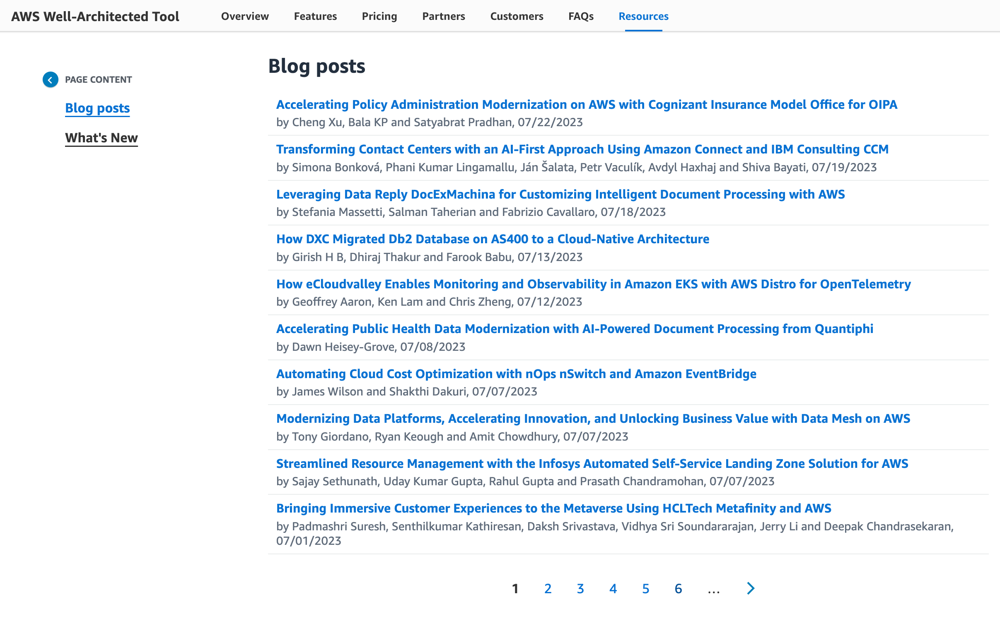 AWS Well-Architected Tool
Overview
Features
Pricing
Partners
Customers
FAQs
Resources
PAGE CONTENT
Blog posts
What's New
Blog posts
Accelerating Policy Administration Modernization on AWS with Cognizant Insurance Model Office for OIPA
by Cheng Xu, Bala KP and Satyabrat Pradhan, 07/22/2023
Transforming Contact Centers with an AI-First Approach Using Amazon Connect and IBM Consulting CCM
by Simona Bonková, Phani Kumar Lingamallu, Ján Šalata, Petr Vaculík, Avdyl Haxhaj and Shiva Bayati, 07/19/2023
Leveraging Data Reply DocExMachina for Customizing Intelligent Document Processing with AWS
by Stefania Massetti, Salman Taherian and Fabrizio Cavallaro, 07/18/2023
How DXC Migrated Db2 Database on AS400 to a Cloud-Native Architecture
by Girish H B, Dhiraj Thakur and Farook Babu, 07/13/2023
How eCloudvalley Enables Monitoring and Observability in Amazon EKS with AWS Distro for OpenTelemetry
by Geoffrey Aaron, Ken Lam and Chris Zheng, 07/12/2023
Accelerating Public Health Data Modernization with AI-Powered Document Processing from Quantiphi
by Dawn Heisey-Grove, 07/08/2023
Automating Cloud Cost Optimization with nOps nSwitch and Amazon EventBridge
by James Wilson and Shakthi Dakuri, 07/07/2023
Modernizing Data Platforms, Accelerating Innovation, and Unlocking Business Value with Data Mesh on AWS
by Tony Giordano, Ryan Keough and Amit Chowdhury, 07/07/2023
Streamlined Resource Management with the Infosys Automated Self-Service Landing Zone Solution for AWS
by Sajay Sethunath, Uday Kumar Gupta, Rahul Gupta and Prasath Chandramohan, 07/07/2023
Bringing Immersive Customer Experiences to the Metaverse Using HCLTech Metafinity and AWS
by Padmashri Suresh, Senthilkumar Kathiresan, Daksh Srivastava, Vidhya Sri Soundararajan, Jerry Li and Deepak Chandrasekaran,
07/01/2023
1 2 3 4 5 6 ...